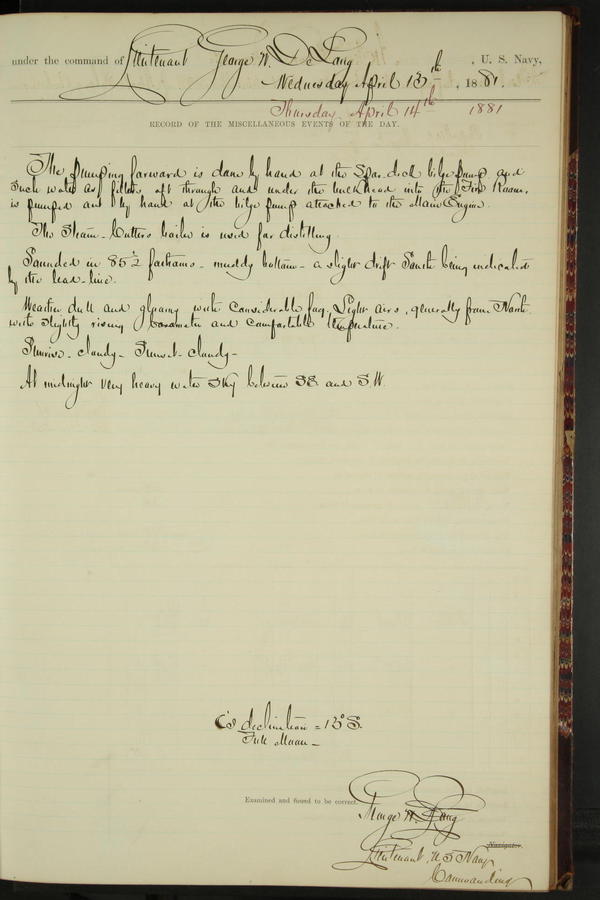 under the command of Lieutenant George W. De Long , U. S. Navy,
Wednesday April 13th , 1881.
Thursday April 14th 1881
RECORD OF THE MISCELLANEOUS EVENTS OF THE DAY.
The pumping forward is done by hand at the Spar-deck bilge pump and
such water as filters aft through and under the bulkhead into the Fire Room,
is pumped out by hand at the bilge pump attached to the Main Engine.
The Steam-Cutters boiler is used for distilling.
Sounded in 85½ fathoms - muddy bottom - a slight drift South being indicated
by the lead-line.
Weather dull and gloomy with considerable fog, Light airs, generally from North
with slightly rising barometer and comfortable temperature.
Sunrise - cloudy - Sunset - cloudy -
At midnight very heavy water sky between SE and S.W.
☾'s declination = 13° S.
Full Moon -
Examined and found to be correct.
George W. De Long
Navigator.
Lieutenant, U S Navy
Commanding